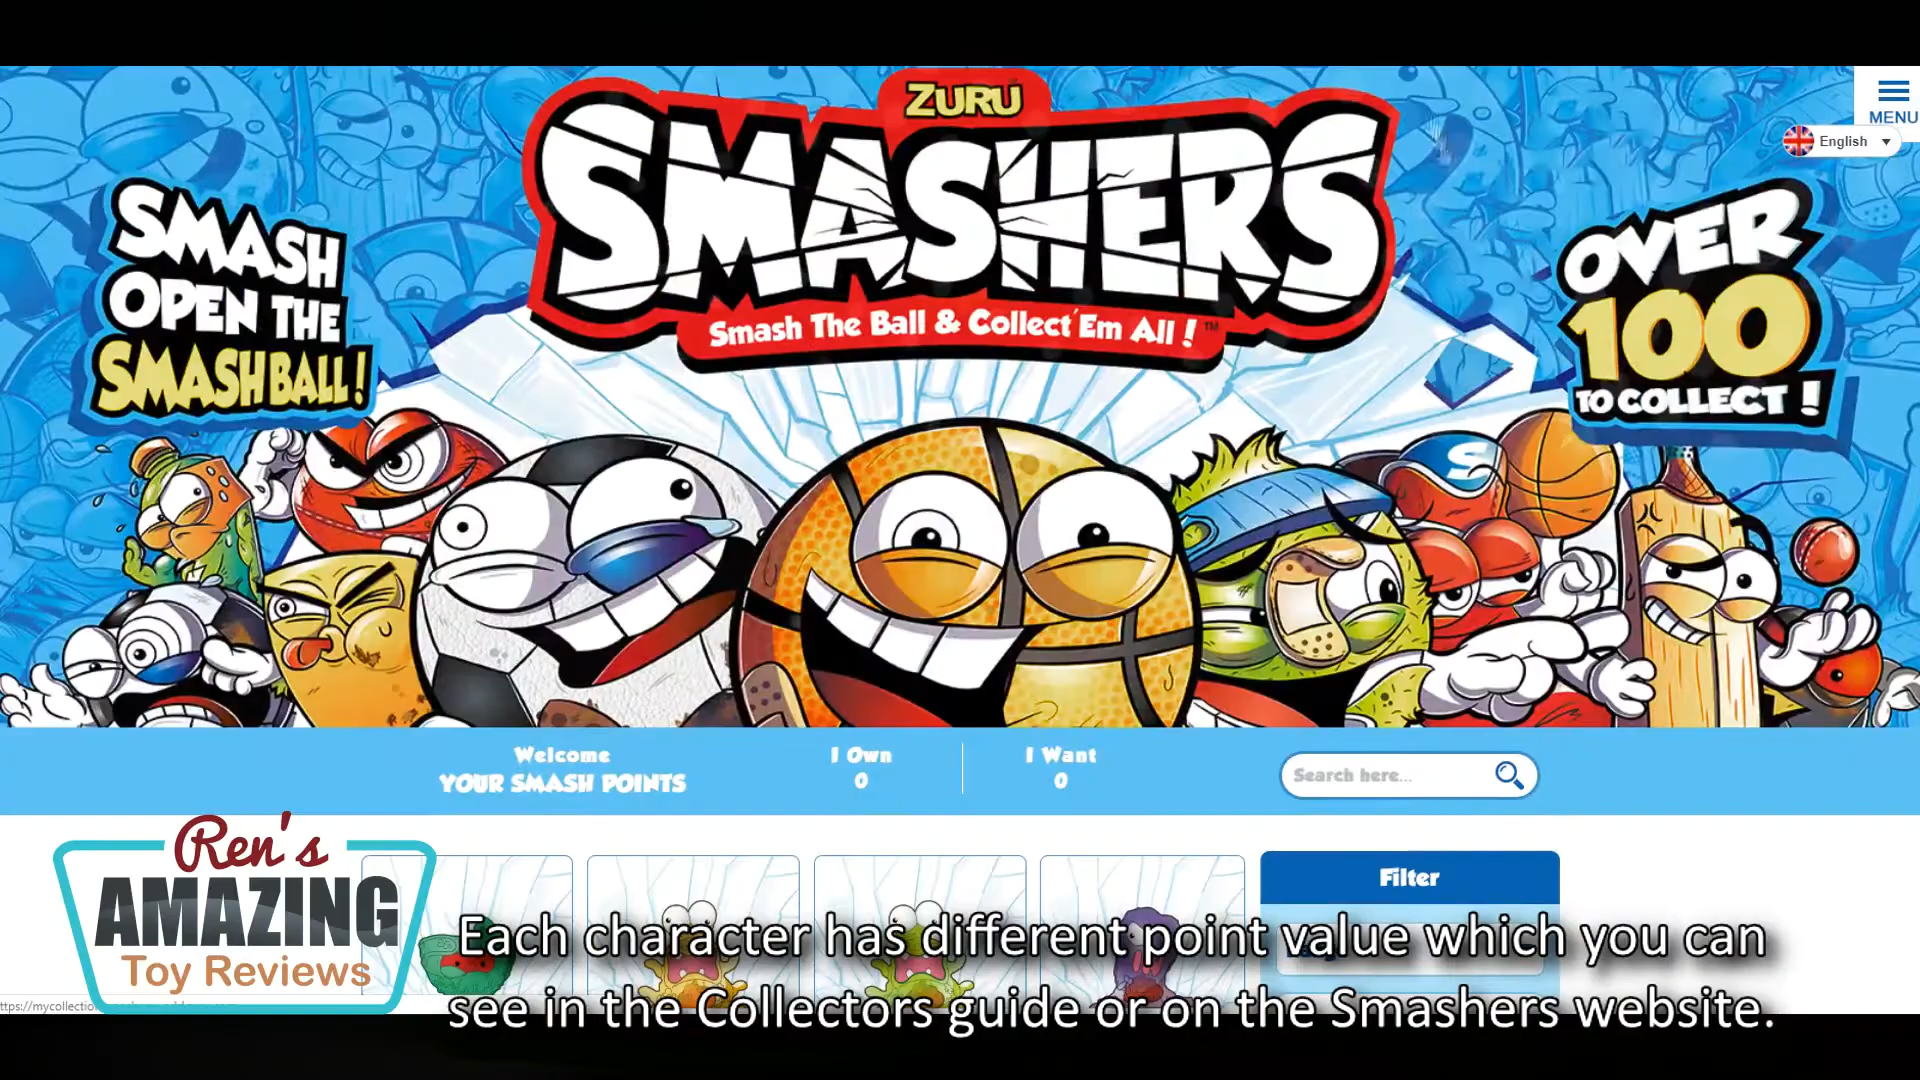 ZURU
SMASHERS
Smash The Ball & Collect 'Em All! ™
SMASH
OPEN THE
SMASHBALL!
OVER
100
TO COLLECT!
MENU
English
S
Welcome
YOUR SMASH POINTS
I Own
0
I Want
0
Search here...
Filter
Ren's
AMAZING
Toy Reviews
Each character has different point value which you can
see in the Collectors guide or on the Smashers website.